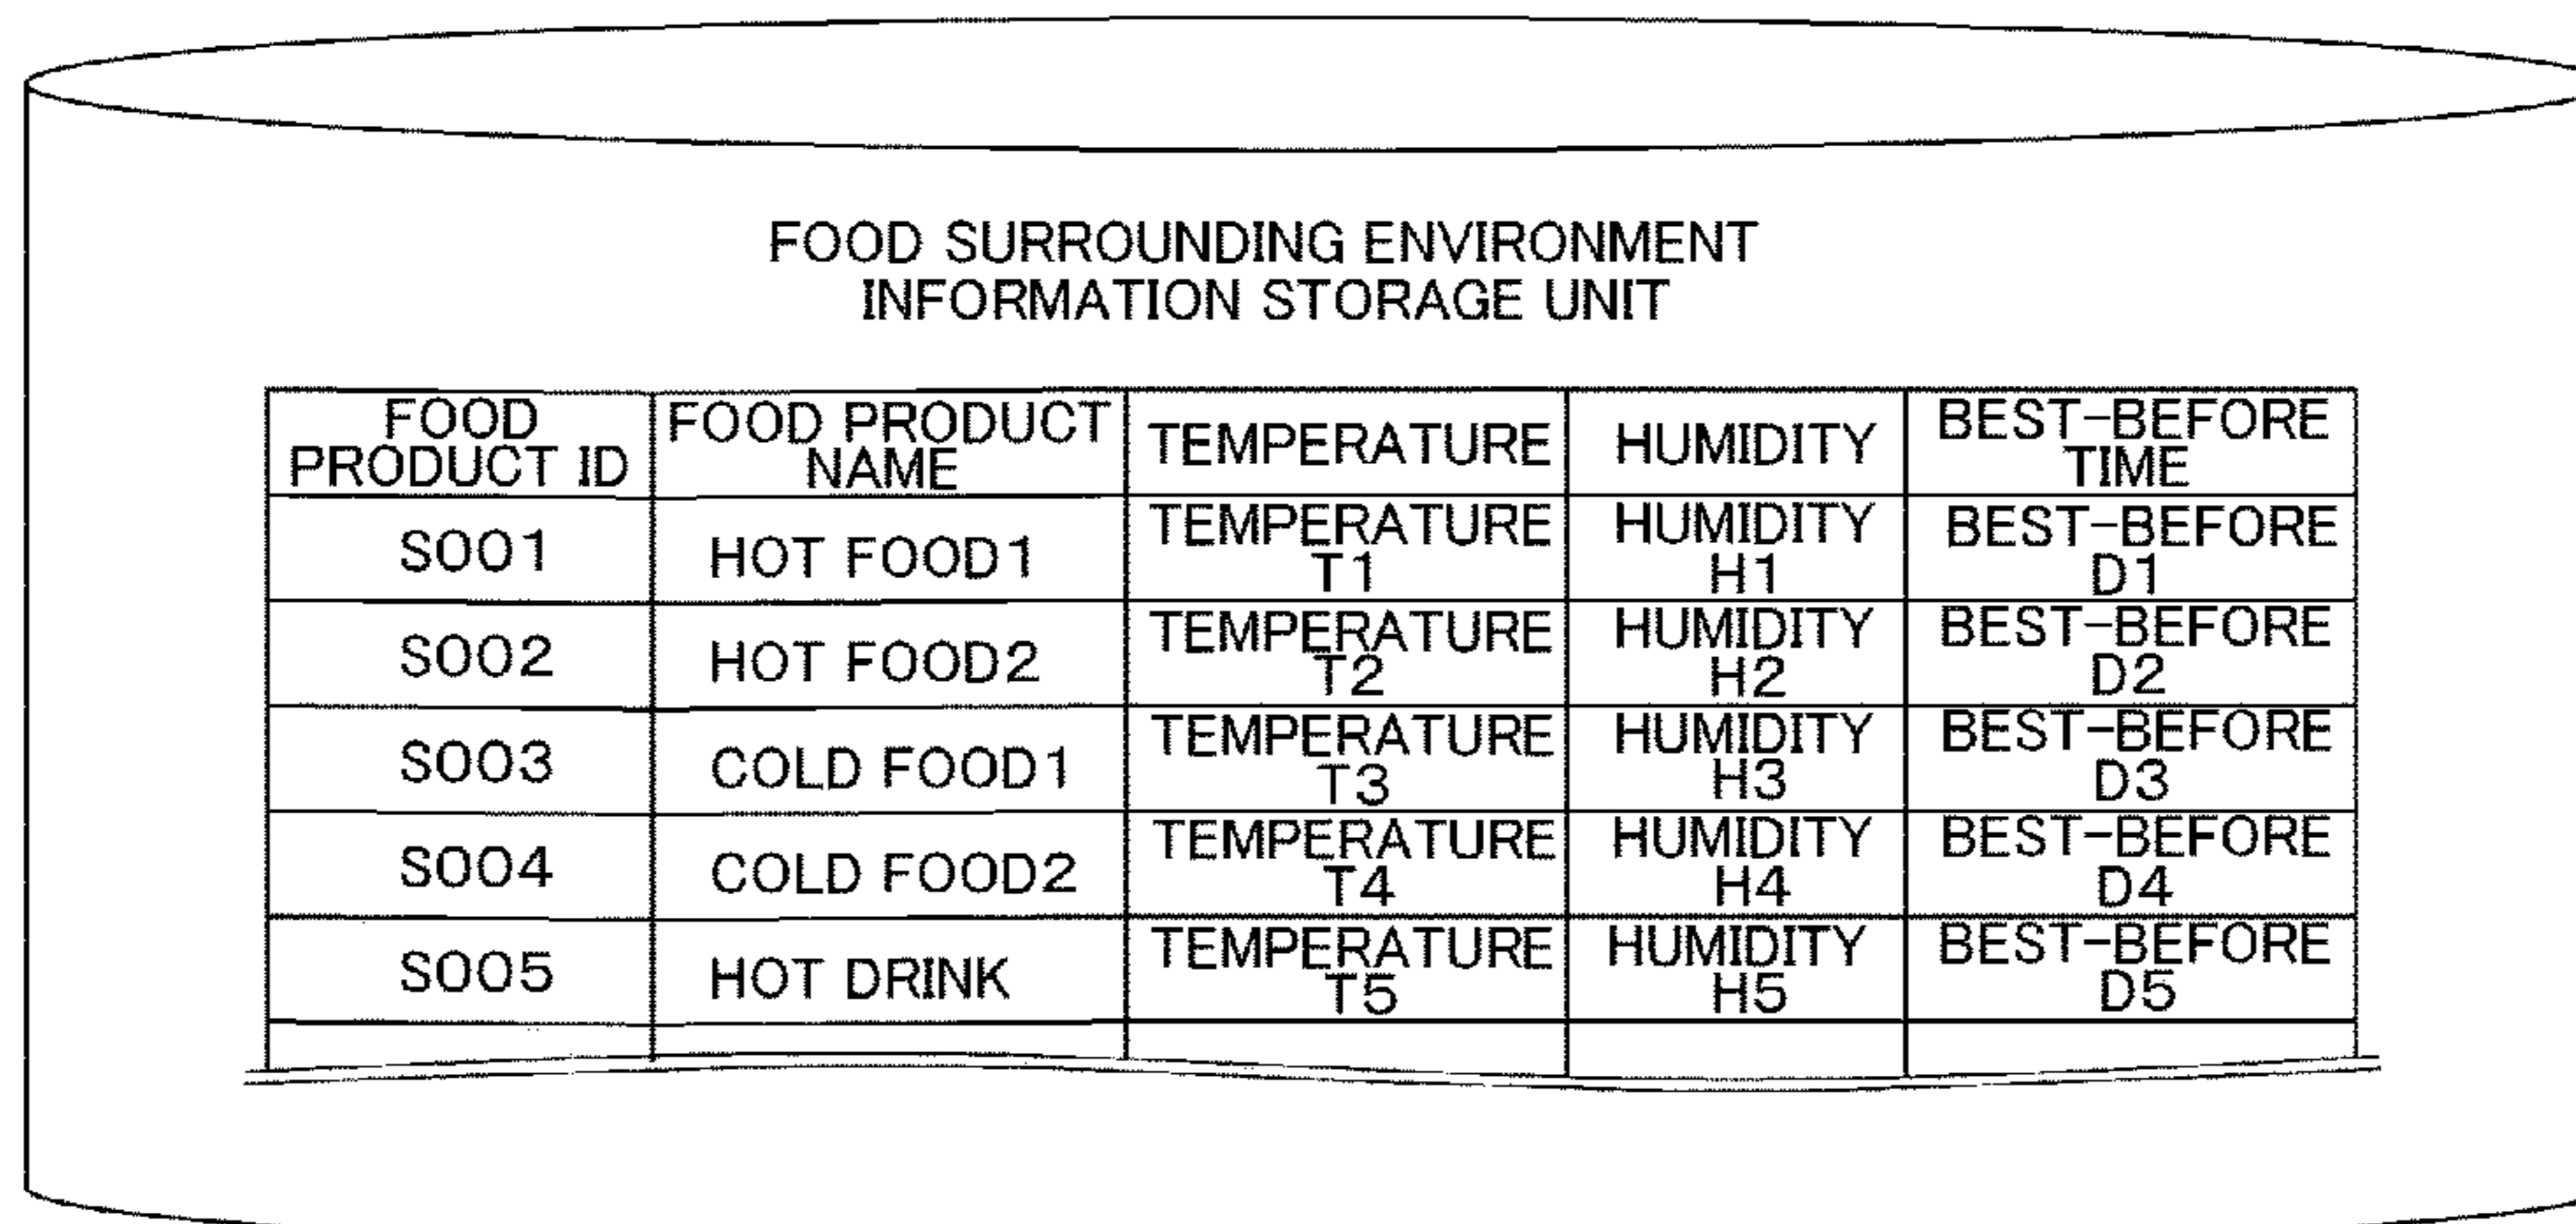 FOOD SURROUNDING ENVIRONMENT
INFORMATION STORAGE UNIT
FOOD PRODUCT ID FOOD PRODUCT NAME TEMPERATURE HUMIDITY BEST-BEFORE TIME
S001 HOT FOOD1 TEMPERATURE T1 HUMIDITY H1 BEST-BEFORE D1
S002 HOT FOOD2 TEMPERATURE T2 HUMIDITY H2 BEST-BEFORE D2
S003 COLD FOOD1 TEMPERATURE T3 HUMIDITY H3 BEST-BEFORE D3
S004 COLD FOOD2 TEMPERATURE T4 HUMIDITY H4 BEST-BEFORE D4
S005 HOT DRINK TEMPERATURE T5 HUMIDITY H5 BEST-BEFORE D5